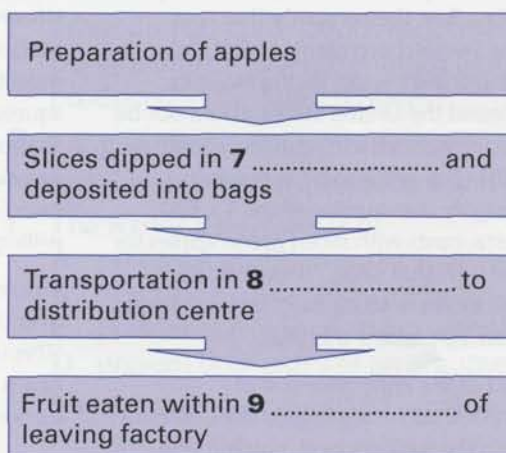 Preparation of apples
Slices dipped in 7 ........................... and
deposited into bags
Transportation in 8 ........................... to
distribution centre
Fruit eaten within 9 ........................... of
leaving factory